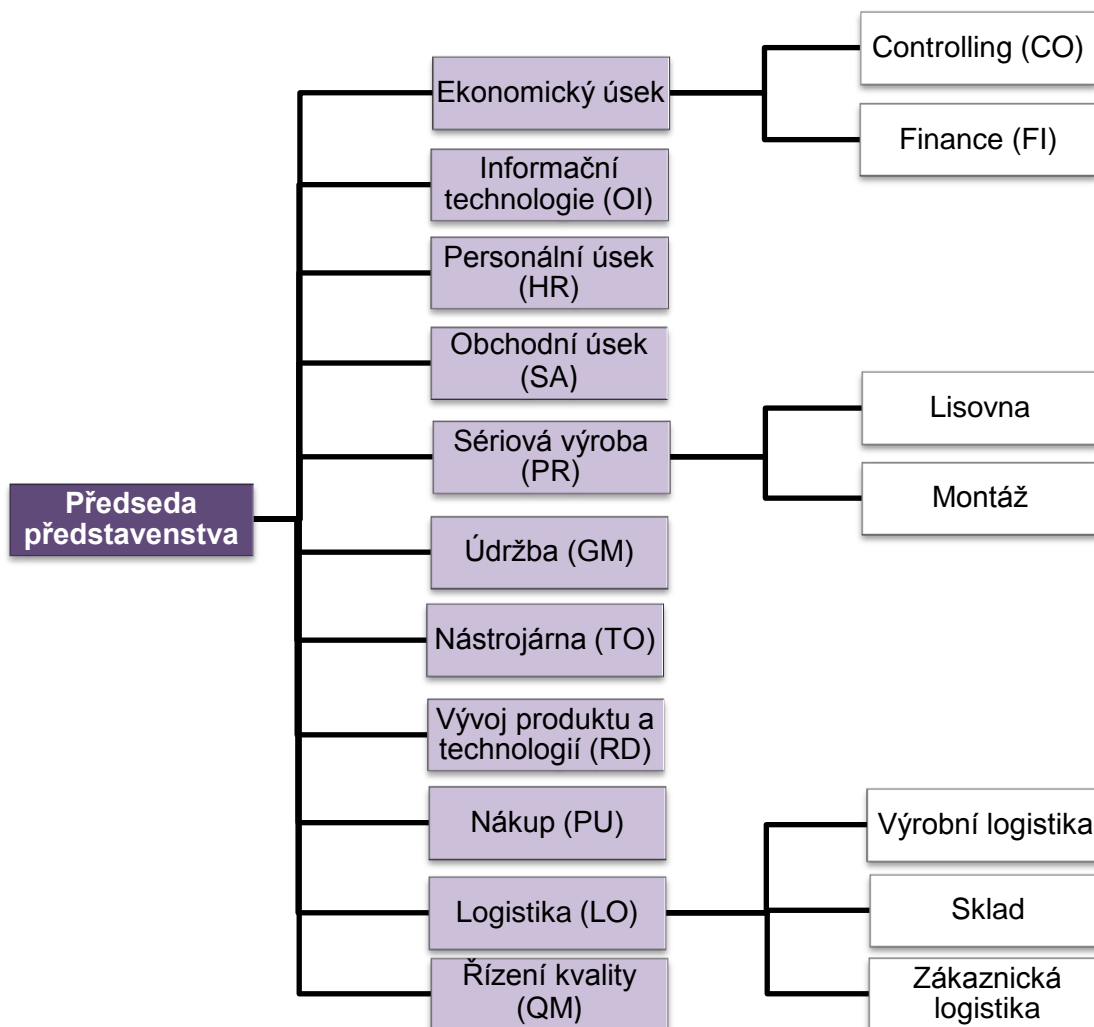 Předseda
představenstva
Ekonomický úsek
Controlling (CO)
Finance (FI)
Informační
technologie (OI)
Personální úsek
(HR)
Obchodní úsek
(SA)
Sériová výroba
(PR)
Lisovna
Montáž
Údržba (GM)
Nástrojárna (TO)
Vývoj produktu a
technologií (RD)
Nákup (PU)
Logistika (LO)
Výrobní logistika
Sklad
Zákaznická
logistika
Řízení kvality
(QM)